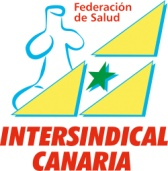 Federación
de Salud
INTERSINDICAL
CANARIA